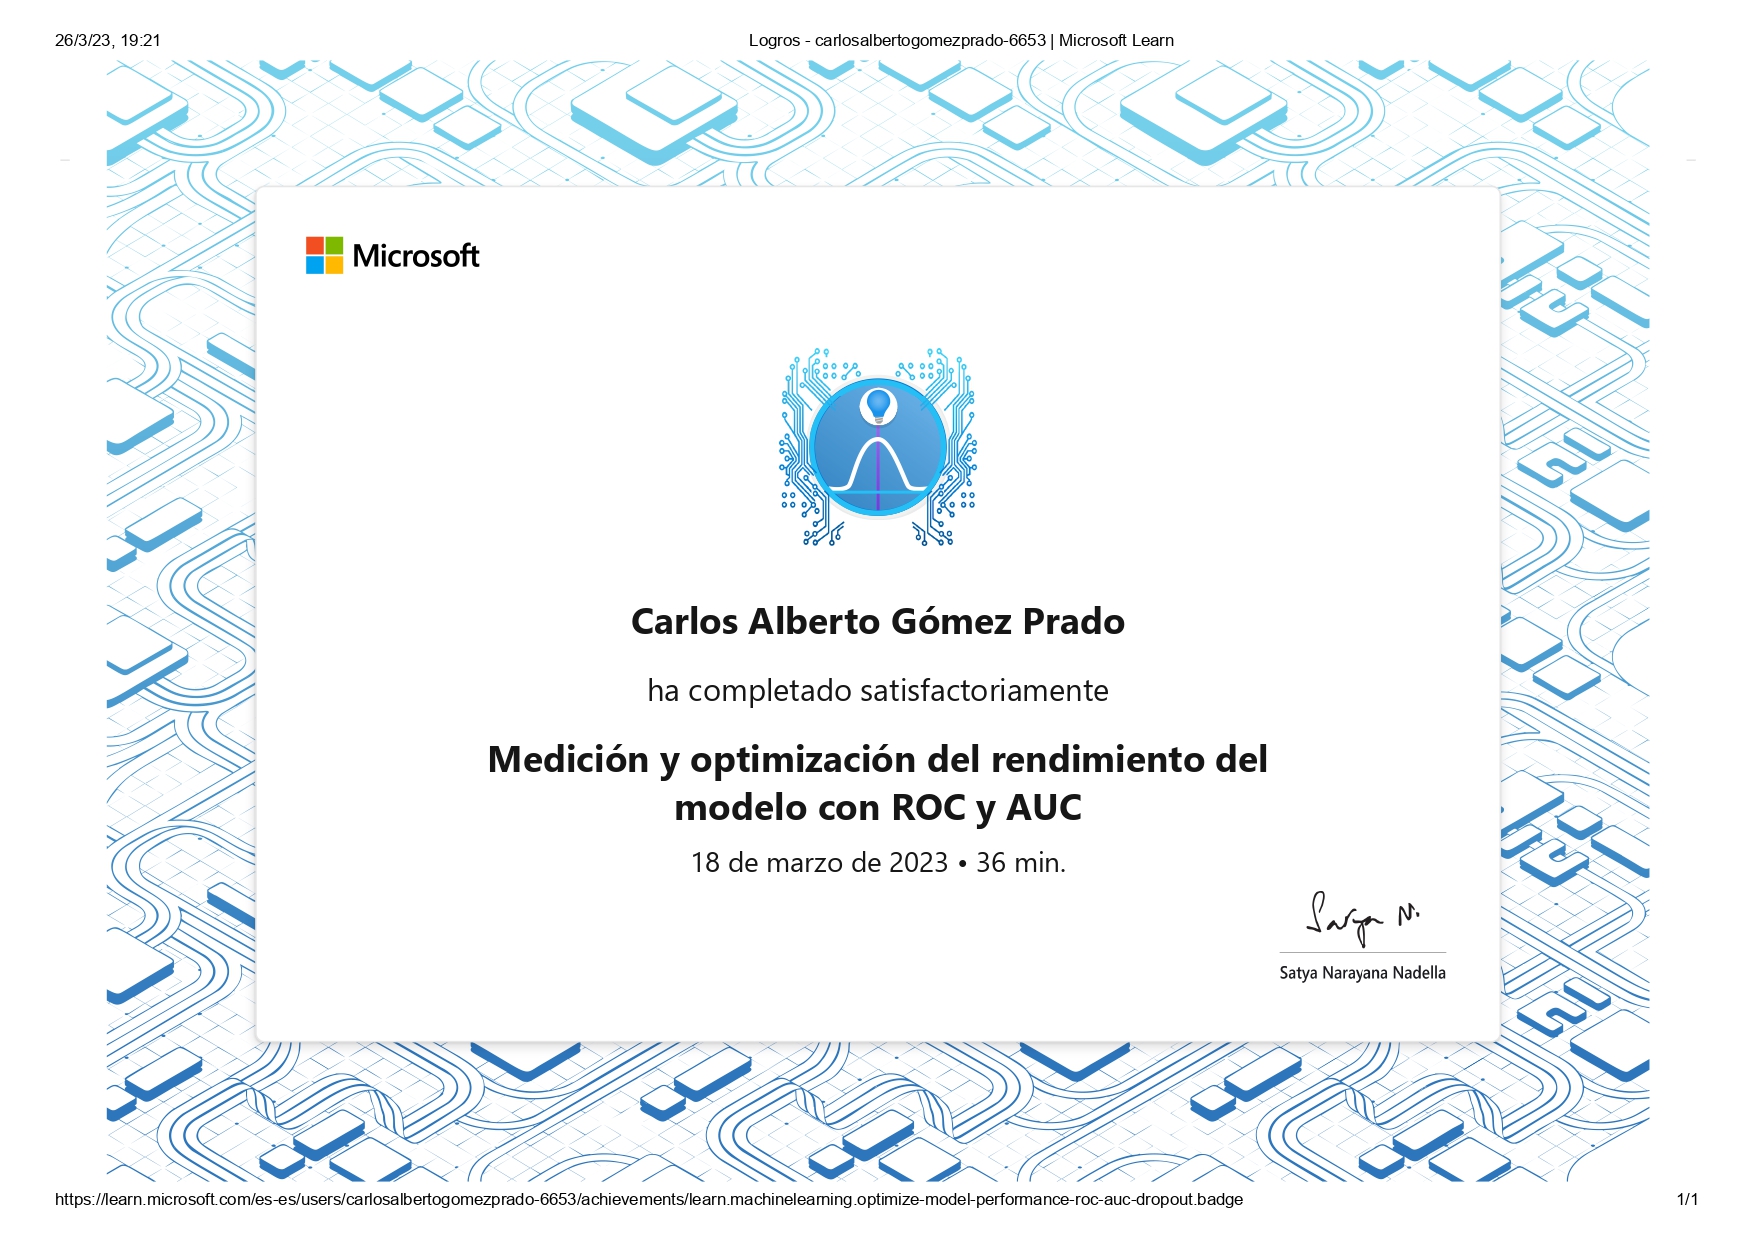 26/3/23, 19:21
Logros - carlosalbertogomezprado-6653 | Microsoft Learn
Microsoft
Carlos Alberto Gómez Prado
ha completado satisfactoriamente
Medición y optimización del rendimiento del
modelo con ROC y AUC
18 de marzo de 2023 • 36 min.
Satya N.
Satya Narayana Nadella
https://learn.microsoft.com/es-es/users/carlosalbertogomezprado-6653/achievements/learn.machinelearning.optimize-model-performance-roc-auc-dropout.badge
1/1